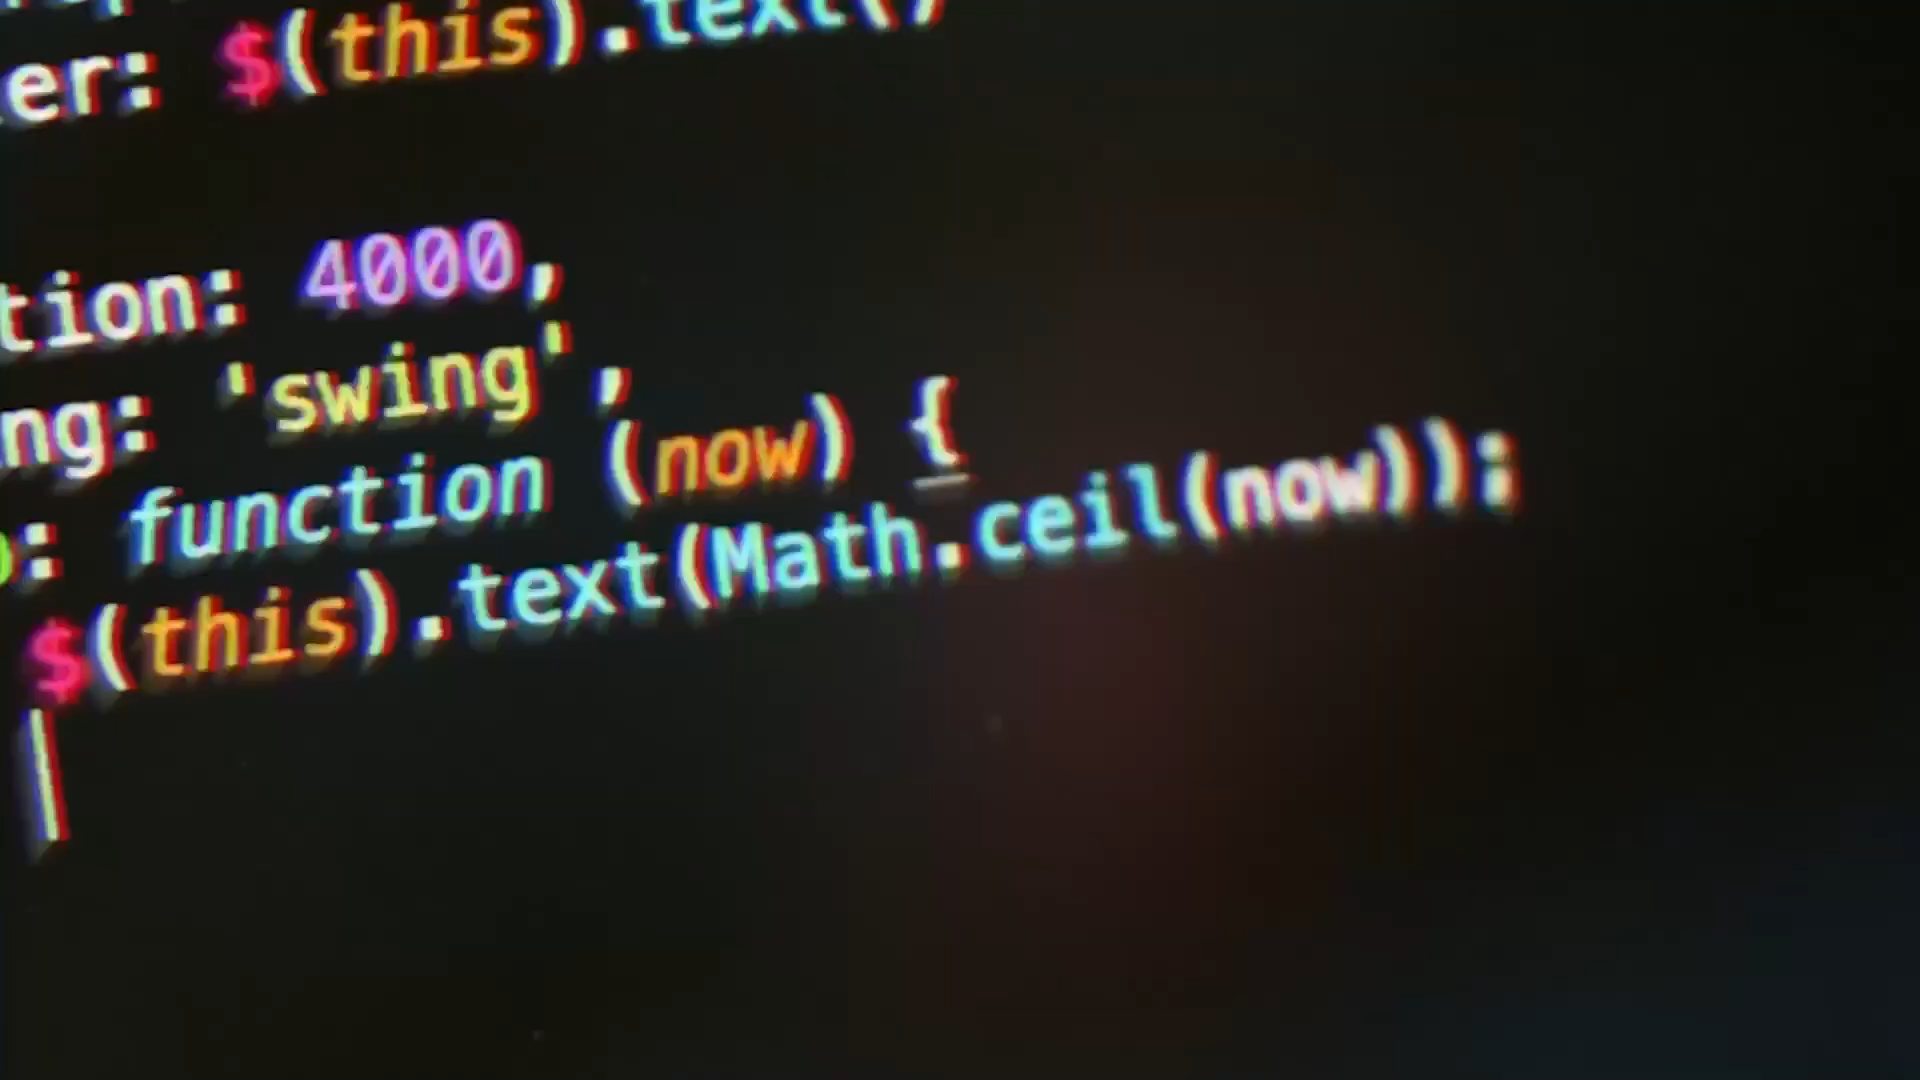 er: $(this).text()
tion: 4000,
ng: 'swing',
: function (now) {
$(this).text(Math.ceil(now));